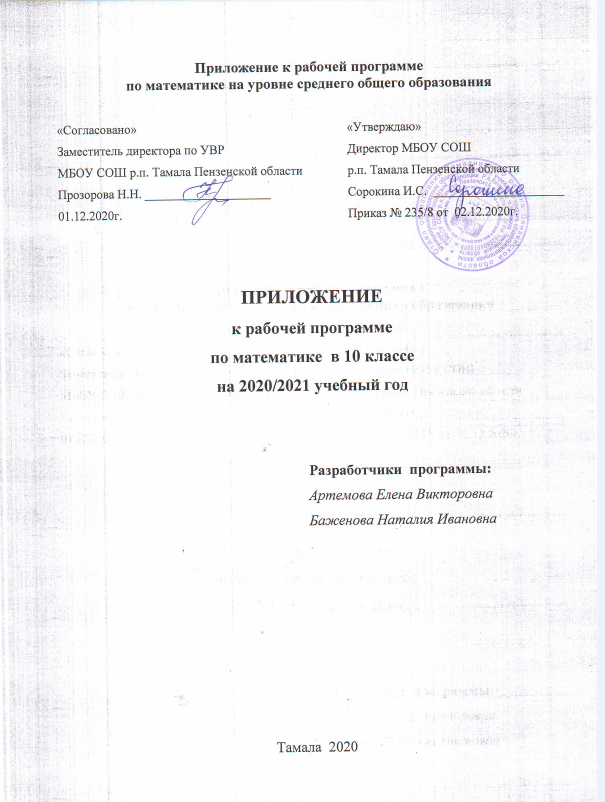 Приложение к рабочей программе
по математике на уровне среднего общего образования
«Согласовано»
Заместитель директора по УВР
МБОУ СОШ р.п. Тамала Пензенской области
Прозорова Н.Н. ____________________
01.12.2020г.
«Утверждаю»
Директор МБОУ СОШ
р.п. Тамала Пензенской области
Сорокина И.С. ____________________
Приказ № 235/8 от 02.12.2020г.
ПРИЛОЖЕНИЕ
к рабочей программе
по математике в 10 классе
на 2020/2021 учебный год
Разработчики программы:
Артемова Елена Викторовна
Баженова Наталия Ивановна
Тамала 2020